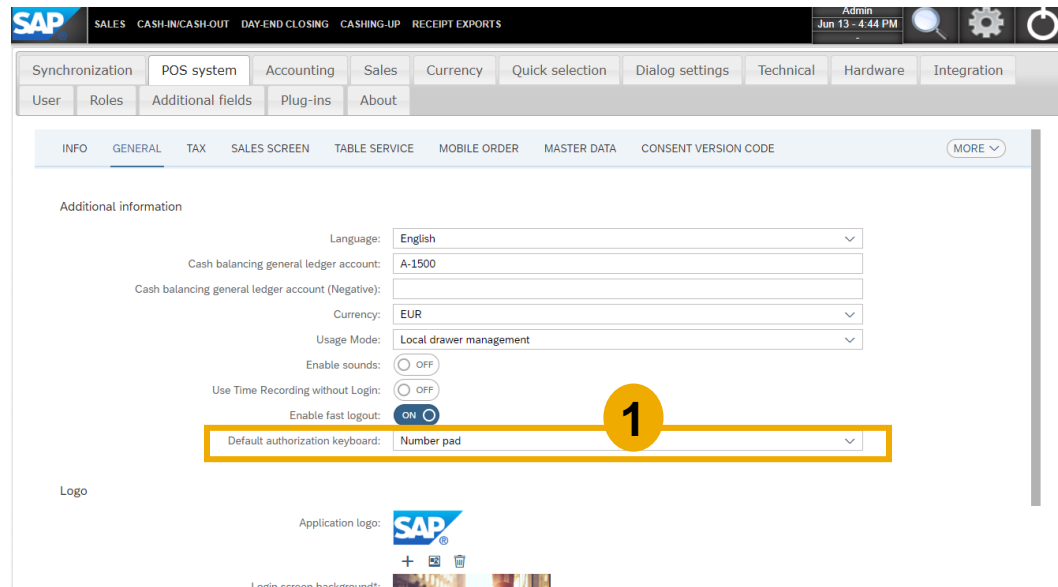 SAP SALES CASH-IN/CASH-OUT DAY-END CLOSING CASHING-UP RECEIPT EXPORTS
Admin
Jun 13 - 4:44 PM
-
Synchronization POS system Accounting Sales Currency Quick selection Dialog settings Technical Hardware Integration
User Roles Additional fields Plug-ins About
INFO GENERAL TAX SALES SCREEN TABLE SERVICE MOBILE ORDER MASTER DATA CONSENT VERSION CODE MORE
Additional information
Language: English
Cash balancing general ledger account: A-1500
Cash balancing general ledger account (Negative):
Currency: EUR
Usage Mode: Local drawer management
Enable sounds: OFF
Use Time Recording without Login: OFF
Enable fast logout: ON
1
Default authorization keyboard: Number pad
Logo
Application logo: SAP®
Login screen background*: